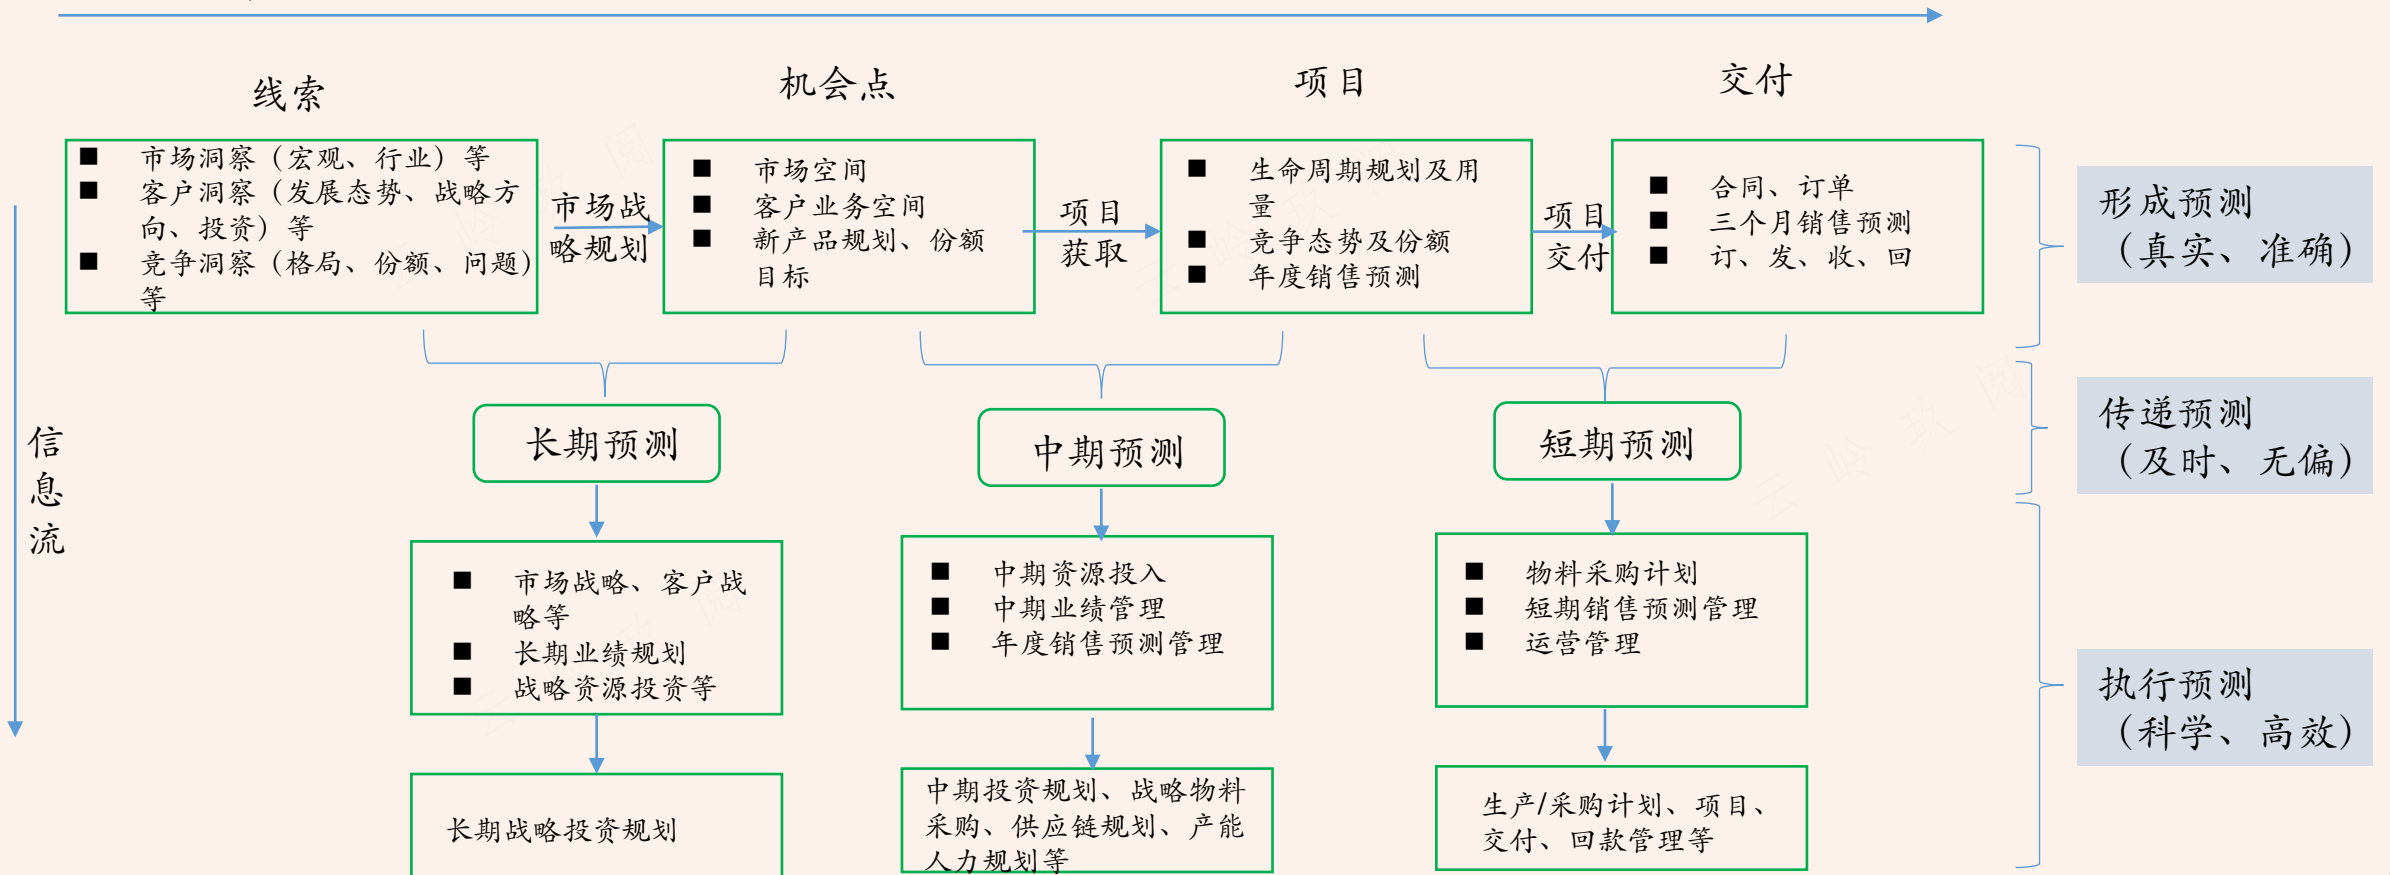 线索
机会点
项目
交付
市场洞察（宏观、行业）等
客户洞察（发展态势、战略方
向、投资）等
竞争洞察（格局、份额、问题）
等
市场战
略规划
市场空间
客户业务空间
新产品规划、份额
目标
项目
获取
生命周期规划及用
量
竞争态势及份额
年度销售预测
项目
交付
合同、订单
三个月销售预测
订、发、收、回
形成预测
（真实、准确）
信
息
流
长期预测
中期预测
短期预测
传递预测
（及时、无偏）
市场战略、客户战
略等
长期业绩规划
战略资源投资等
中期资源投入
中期业绩管理
年度销售预测管理
物料采购计划
短期销售预测管理
运营管理
执行预测
（科学、高效）
长期战略投资规划
中期投资规划、战略物料
采购、供应链规划、产能
人力规划等
生产/采购计划、项目、
交付、回款管理等